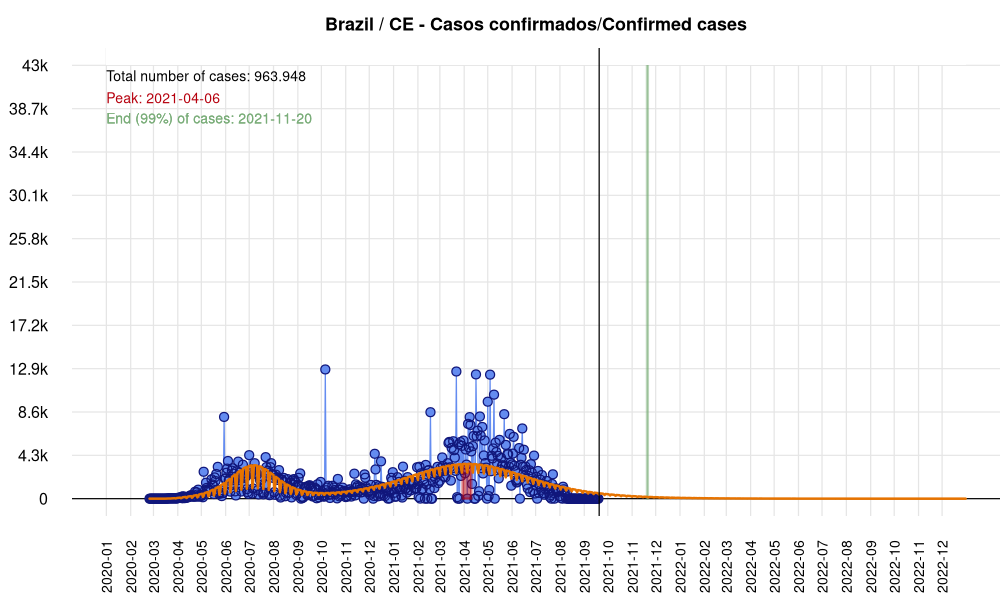 Brazil / CE - Casos confirmados/Confirmed cases
Total number of cases: 963.948
Peak: 2021-04-06
End (99%) of cases: 2021-11-20
43k
38.7k
34.4k
30.1k
25.8k
21.5k
17.2k
12.9k
8.6k
4.3k
0
2020-01
2020-02
2020-03
2020-04
2020-05
2020-06
2020-07
2020-08
2020-09
2020-10
2020-11
2020-12
2021-01
2021-02
2021-03
2021-04
2021-05
2021-06
2021-07
2021-08
2021-09
2021-10
2021-11
2021-12
2022-01
2022-02
2022-03
2022-04
2022-05
2022-06
2022-07
2022-08
2022-09
2022-10
2022-11
2022-12